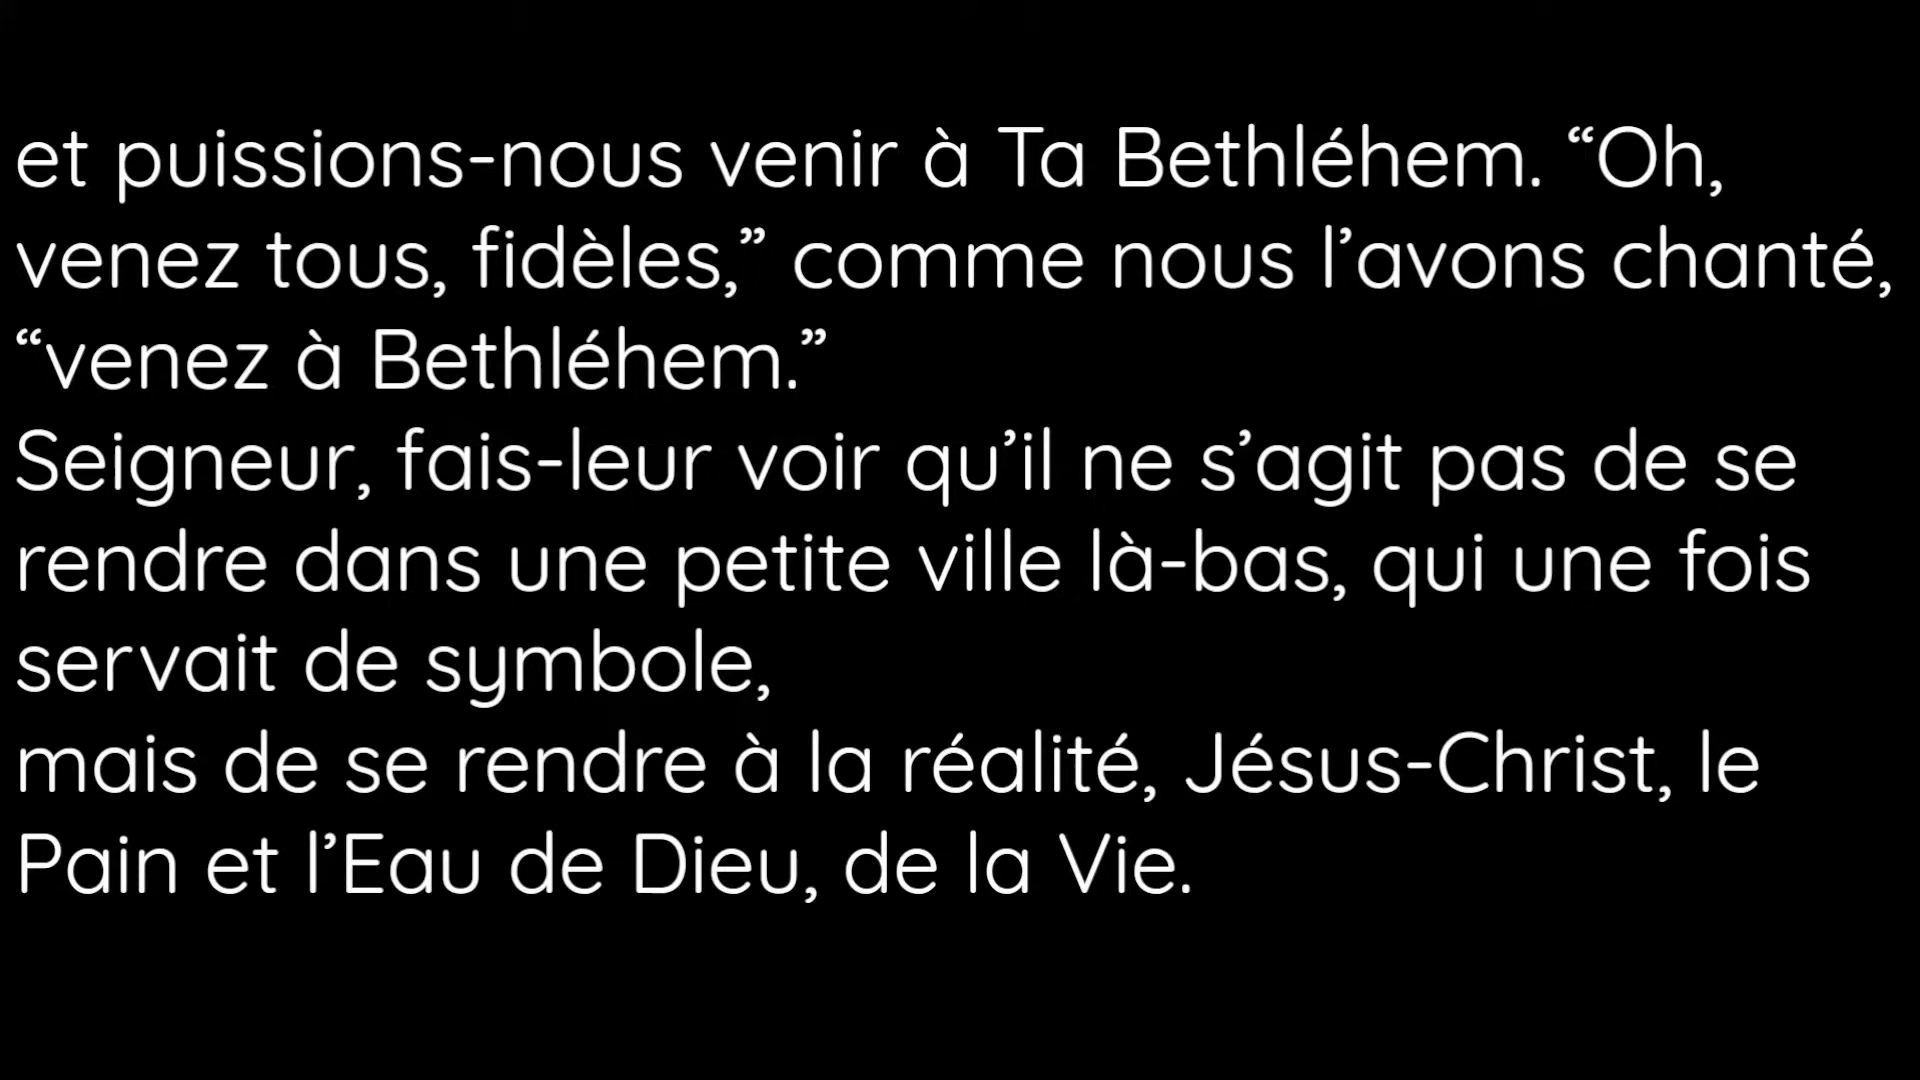 et puissions-nous venir à Ta Bethléhem. “Oh,
venez tous, fidèles,” comme nous l’avons chanté,
“venez à Bethléhem.”
Seigneur, fais-leur voir qu’il ne s’agit pas de se
rendre dans une petite ville là-bas, qui une fois
servait de symbole,
mais de se rendre à la réalité, Jésus-Christ, le
Pain et l’Eau de Dieu, de la Vie.